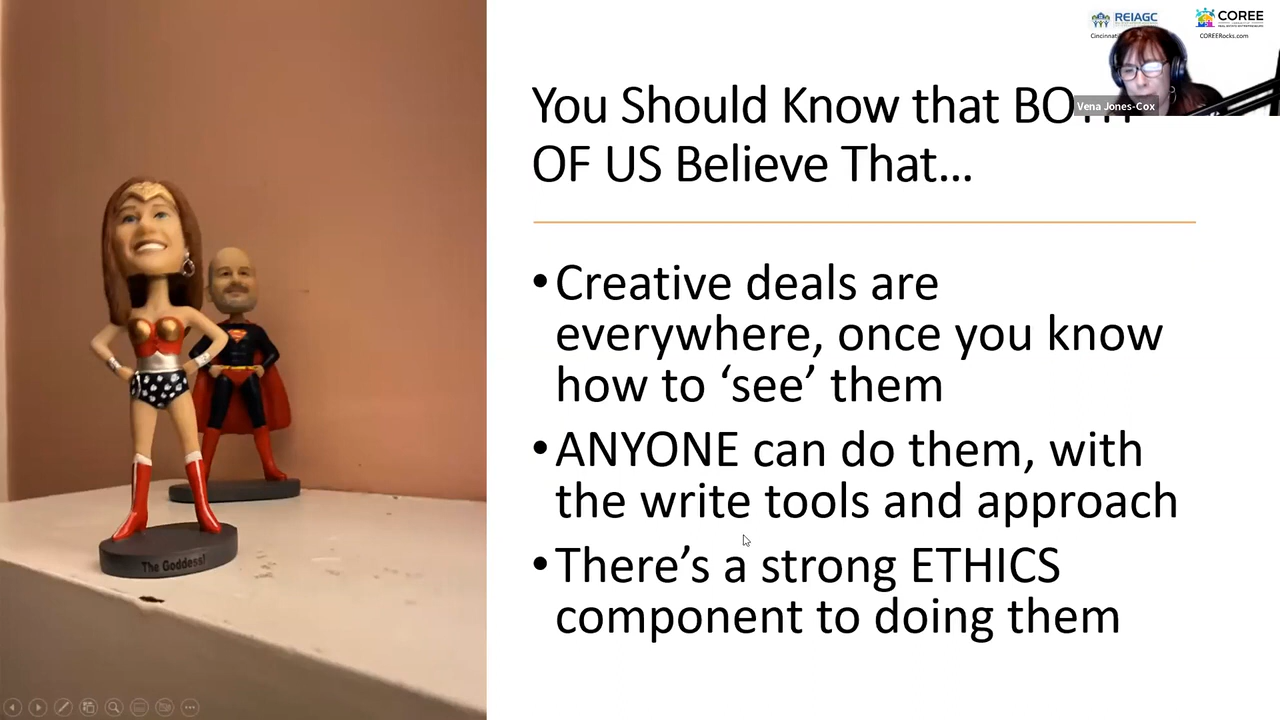 REIAGC
COREE
COREERocks.com
Vena Jones-Cox
You Should Know that
OF US Believe That...
•Creative deals are
everywhere, once you know
how to ‘see’ them
•ANYONE can do them, with
the write tools and approach
•There’s a strong ETHICS
component to doing them
The Goddess!